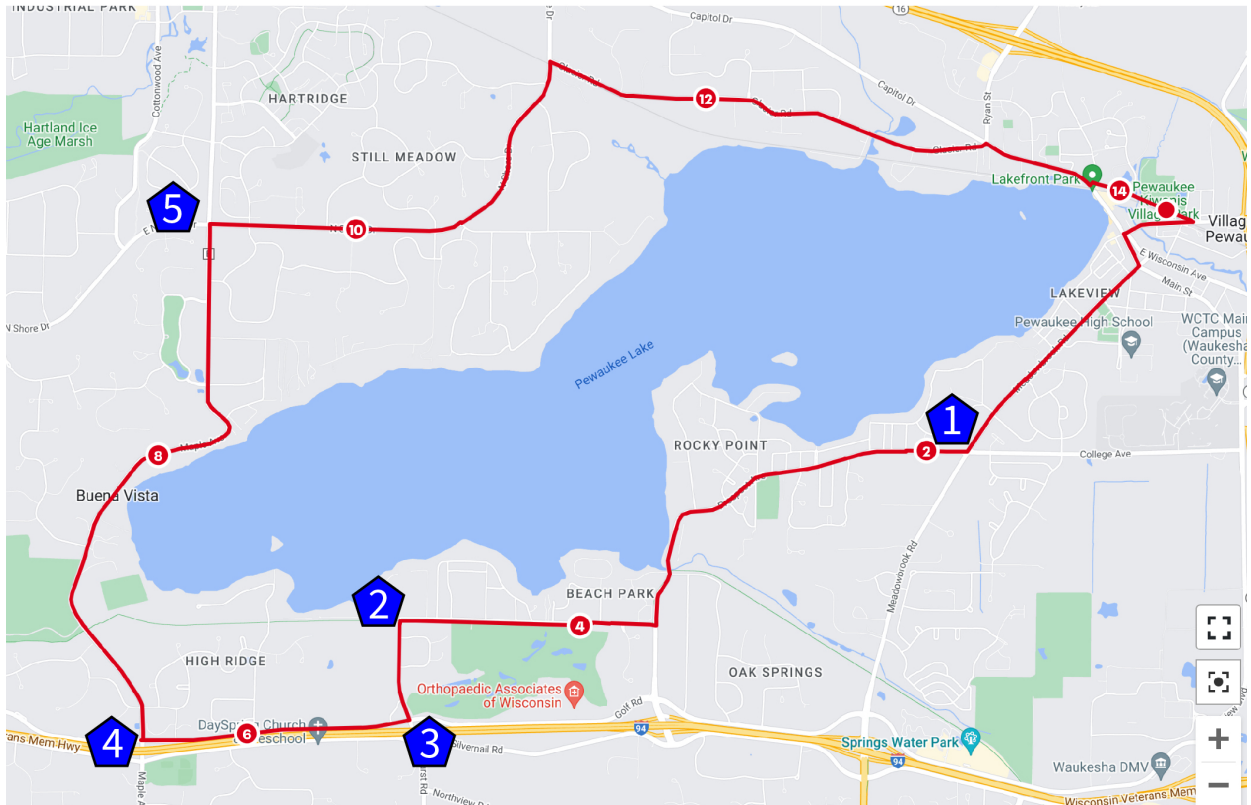 INDUSTRIAL PARK
Capitol Dr
16
Cottonwood Ave
HARTRIDGE
Glacier Rd
12
Capitol Dr
Ryan St
Hartland Ice
Age Marsh
STILL MEADOW
Lakefront Park
14
Pewaukee
Kiwanis
Village Park
5
10
Villag
Pewau
E Wisconsin Ave
Main St
LAKEVIEW
N Shore Dr
Pewaukee High School
WCTC Main
Campus
(Waukesha
County...
Pewaukee Lake
Meadowbrook Rd
1
ROCKY POINT
2
College Ave
8
Buena Vista
Meadowbrook Rd
2
BEACH PARK
4
HIGH RIDGE
OAK SPRINGS
Orthopaedic Associates
of Wisconsin
Golf Rd
DaySpring Church
6
4
3
94
Silvernail Rd
Springs Water Park
94
Waukesha DMV
Northview
Wisconsin Veterans Mem